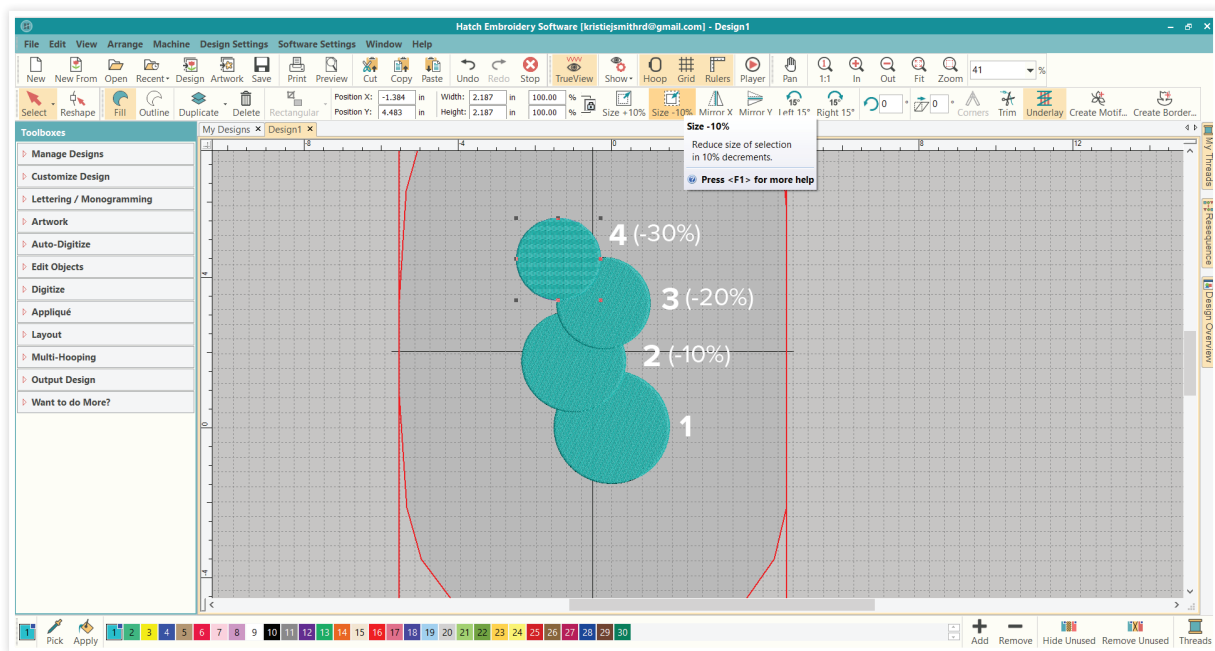 Hatch Embroidery Software [kristiejsmithrd@gmail.com] - Design1
File Edit View Arrange Machine Design Settings Software Settings Window Help
New New From Open Recent Design Artwork Save Print Preview Cut Copy Paste Undo Redo Stop TrueView Show Hoop Grid Rulers Player Pan 1:1 In Out Fit Zoom 41 %
Select Reshape Fill Outline Duplicate Delete Rectangular
Position X: -1.384 in Width: 2.187 in 100.00 %
Position Y: 4.483 in Height: 2.187 in 100.00 %
Size +10% Size -10% Mirror X Mirror Y Left 15° Right 15° 0 ° 0 ° Corners Trim Underlay Create Motif... Create Border...
Toolboxes
My Designs × Design1 ×
Size -10%
Reduce size of selection
in 10% decrements.
Press <F1> for more help
Manage Designs
Customize Design
Lettering / Monogramming
Artwork
Auto-Digitize
Edit Objects
Digitize
Appliqué
Layout
Multi-Hooping
Output Design
Want to do More?
-8 -4 0 8 12
4
0
-4
4 (-30%)
3 (-20%)
2 (-10%)
1
My Threads
Resequence
Design Overview
1 Pick Apply 1 2 3 4 5 6 7 8 9 10 11 12 13 14 15 16 17 18 19 20 21 22 23 24 25 26 27 28 29 30 Add Remove Hide Unused Remove Unused Threads